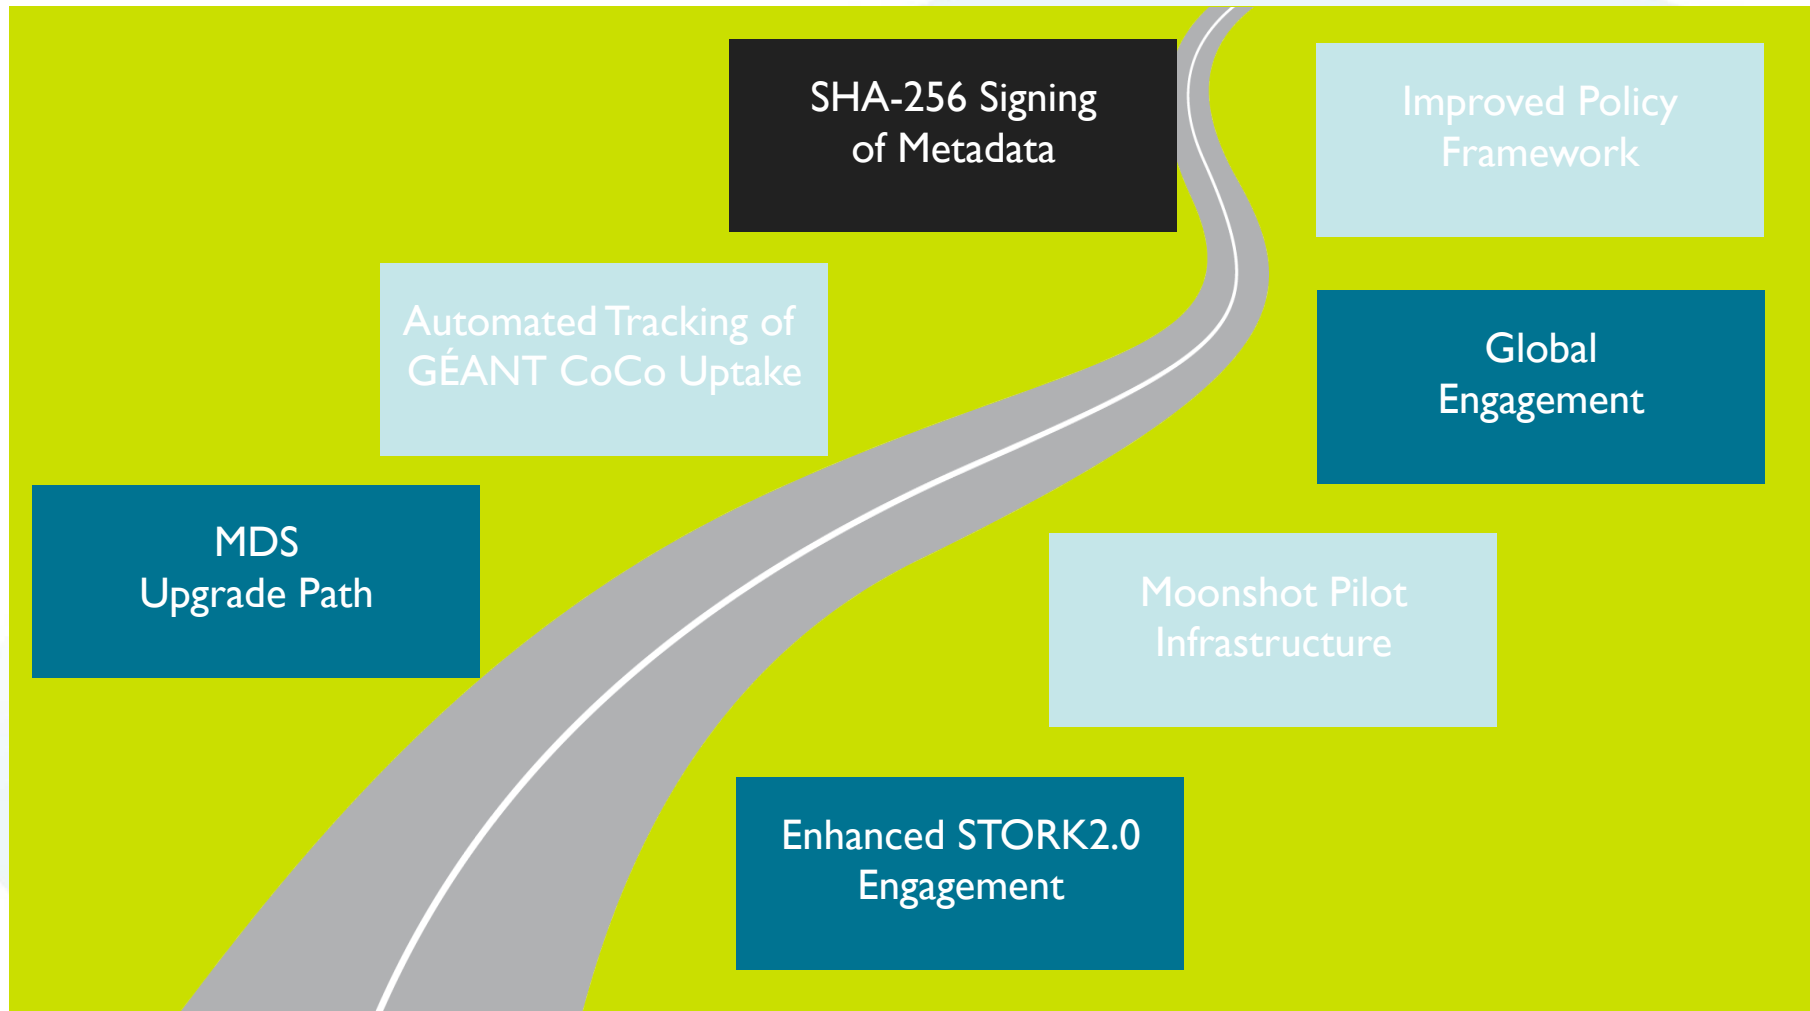 SHA-256 Signing
of Metadata
Improved Policy
Framework
Automated Tracking of
GÉANT CoCo Uptake
Global
Engagement
MDS
Upgrade Path
Moonshot Pilot
Infrastructure
Enhanced STORK2.0
Engagement